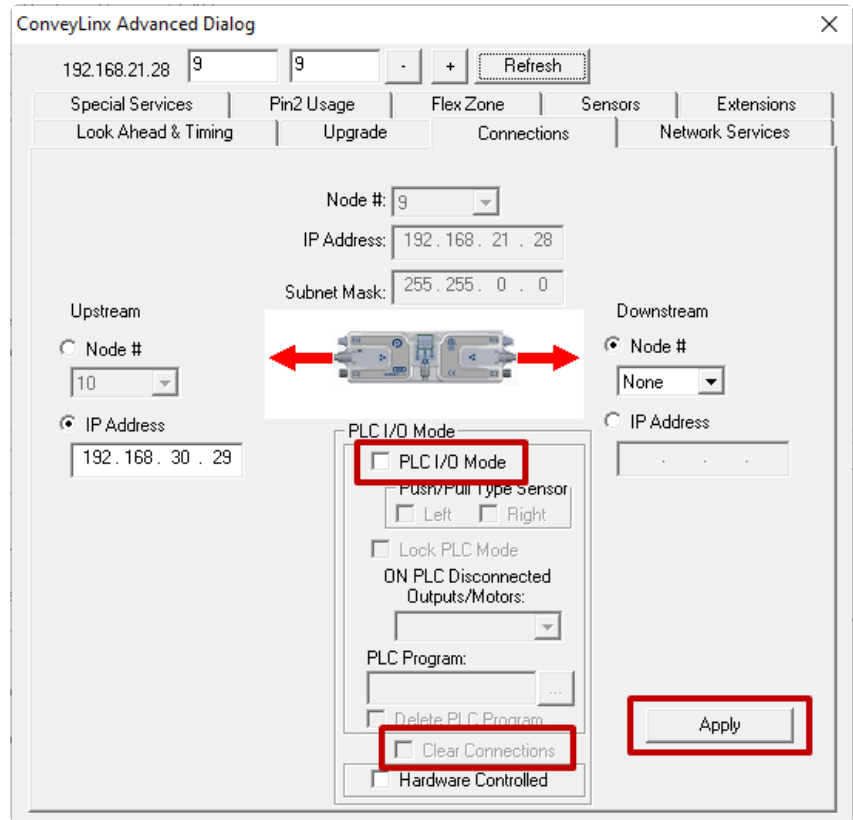 ConveyLinx Advanced Dialog
192.168.21.28 9 9 - + Refresh
Special Services Pin2 Usage Flex Zone Sensors Extensions
Look Ahead & Timing Upgrade Connections Network Services
Node #: 9
IP Address: 192 . 168 . 21 . 28
Subnet Mask: 255 . 255 . 0 . 0
Upstream
Node #
10
IP Address
192 . 168 . 30 . 29
Downstream
Node #
None
IP Address
. . .
PLC I/O Mode
PLC I/O Mode
Push/Pull Type Sensor
Left Right
Lock PLC Mode
ON PLC Disconnected
Outputs/Motors:
PLC Program:
...
Delete PLC Program
Clear Connections
Hardware Controlled
Apply